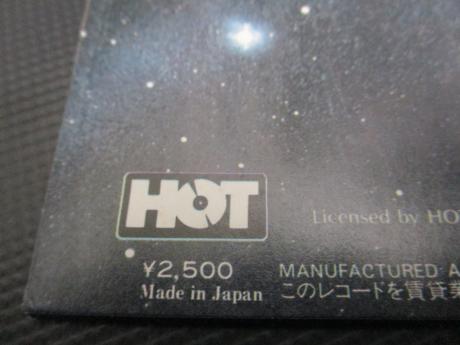 HOT
Licensed by HO
¥2,500
MANUFACTURED A
Made in Japan
このレコードを賃貸業